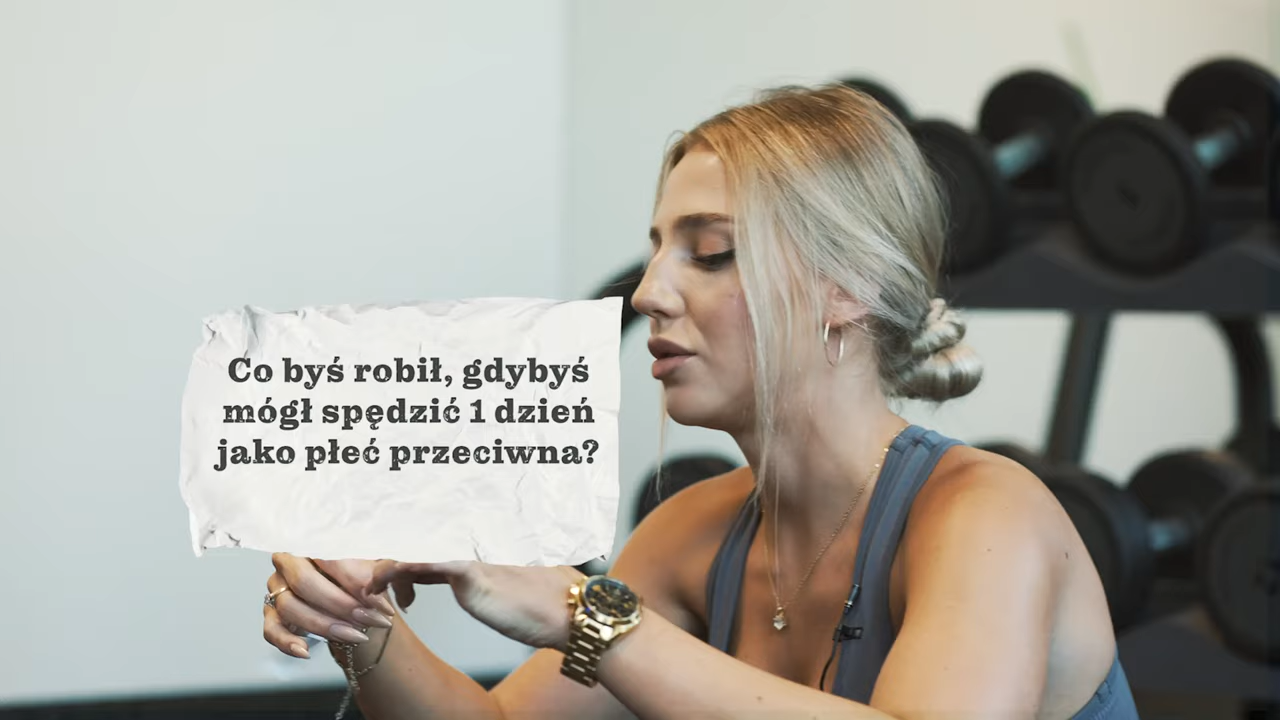 Co byś robił, gdybyś
mógł spędzić 1 dzień
jako płeć przeciwna?